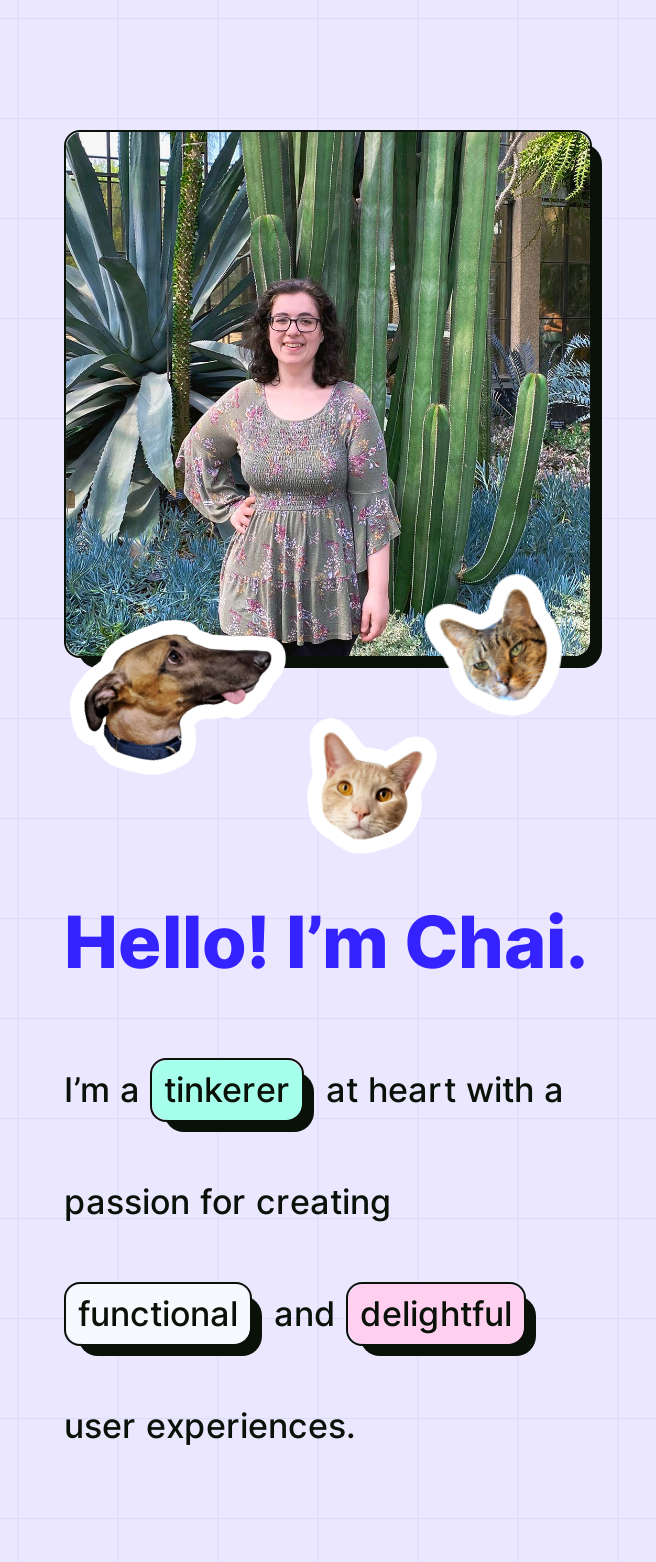 Hello! I’m Chai.
I’m a tinkerer at heart with a
passion for creating
functional and delightful
user experiences.